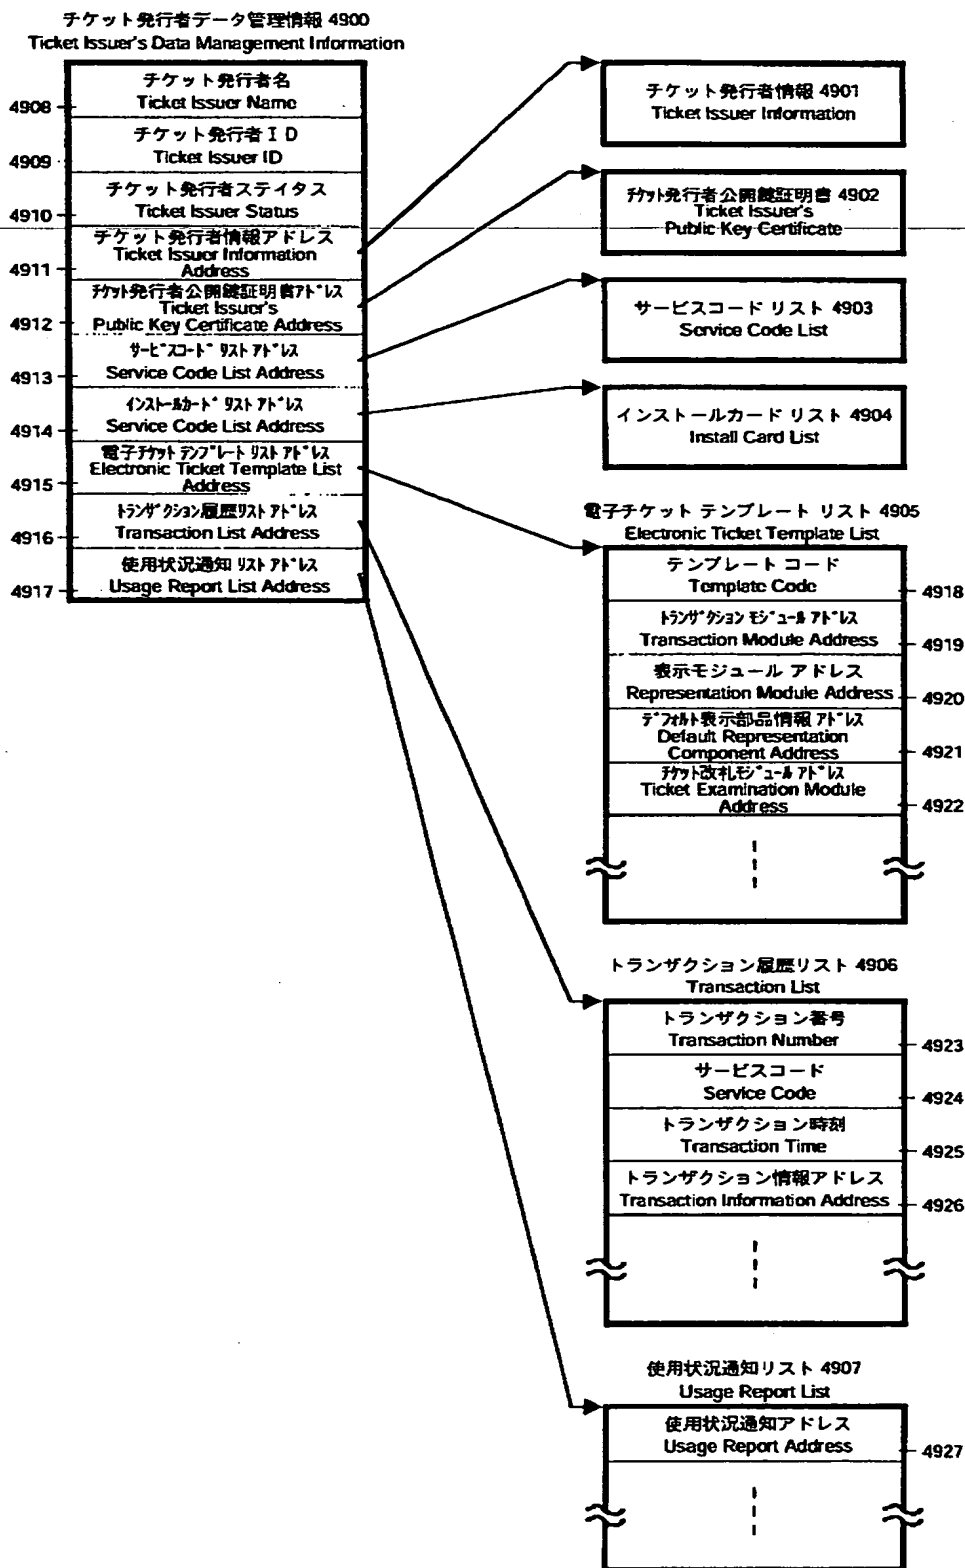 チケット発行者データ管理情報 4900
Ticket Issuer's Data Management Information
チケット発行者名
Ticket Issuer Name
4908
チケット発行者ＩＤ
Ticket Issuer ID
4909
チケット発行者ステイタス
Ticket Issuer Status
4910
チケット発行者情報アドレス
Ticket Issuer Information
Address
4911
ﾁｹｯﾄ発行者公開鍵証明書ｱﾄﾞﾚｽ
Ticket Issuer's
Public Key Certificate Address
4912
ｻｰﾋﾞｽｺｰﾄﾞ ﾘｽﾄ ｱﾄﾞﾚｽ
Service Code List Address
4913
ｲﾝｽﾄｰﾙｶｰﾄﾞ ﾘｽﾄ ｱﾄﾞﾚｽ
Service Code List Address
4914
電子ﾁｹｯﾄ ﾃﾝﾌﾟﾚｰﾄ ﾘｽﾄ ｱﾄﾞﾚｽ
Electronic Ticket Template List
Address
4915
ﾄﾗﾝｻﾞｸｼｮﾝ履歴ﾘｽﾄ ｱﾄﾞﾚｽ
Transaction List Address
4916
使用状況通知 ﾘｽﾄ ｱﾄﾞﾚｽ
Usage Report List Address
4917
チケット発行者情報 4901
Ticket Issuer Information
ﾁｹｯﾄ発行者公開鍵証明書 4902
Ticket Issuer's
Public Key Certificate
サービスコード リスト 4903
Service Code List
インストールカード リスト 4904
Install Card List
電子チケット テンプレート リスト 4905
Electronic Ticket Template List
テンプレート コード
Template Code
4918
ﾄﾗﾝｻﾞｸｼｮﾝ ﾓｼﾞｭｰﾙ ｱﾄﾞﾚｽ
Transaction Module Address
4919
表示モジュール アドレス
Representation Module Address
4920
ﾃﾞﾌｫﾙﾄ表示部品情報 ｱﾄﾞﾚｽ
Default Representation
Component Address
4921
ﾁｹｯﾄ改札ﾓｼﾞｭｰﾙ ｱﾄﾞﾚｽ
Ticket Examination Module
Address
4922
トランザクション履歴リスト 4906
Transaction List
トランザクション番号
Transaction Number
4923
サービスコード
Service Code
4924
トランザクション時刻
Transaction Time
4925
トランザクション情報アドレス
Transaction Information Address
4926
使用状況通知リスト 4907
Usage Report List
使用状況通知アドレス
Usage Report Address
4927